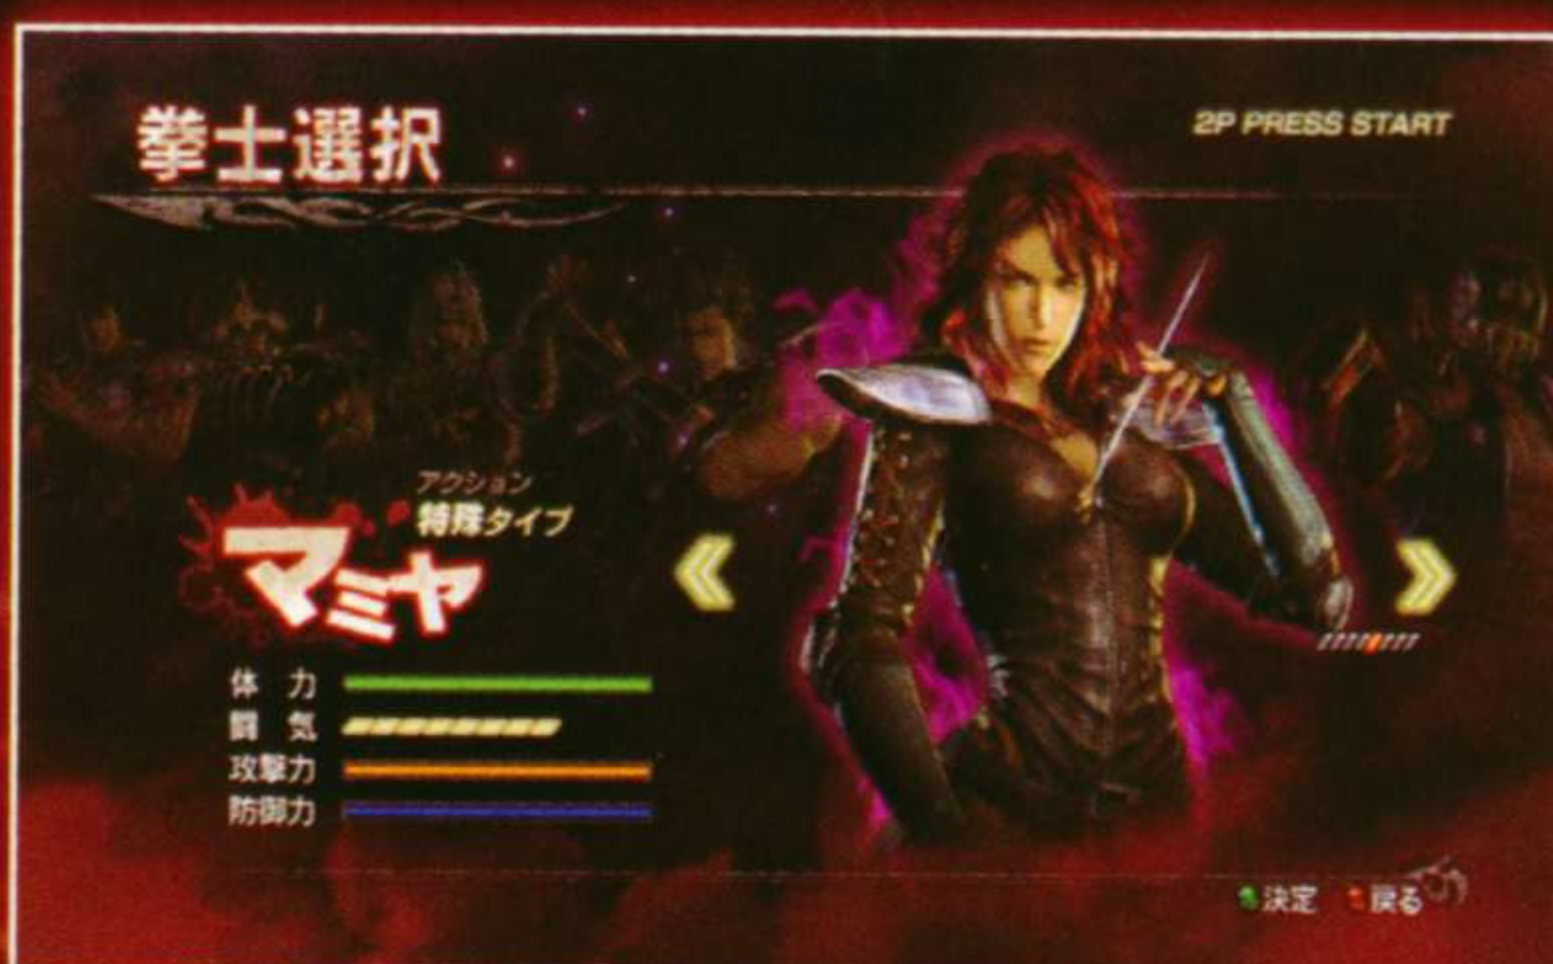 拳士選択
2P PRESS START
アクション
特殊タイプ
マミヤ
体 力
闘 気
攻撃力
防御力
決定 戻る